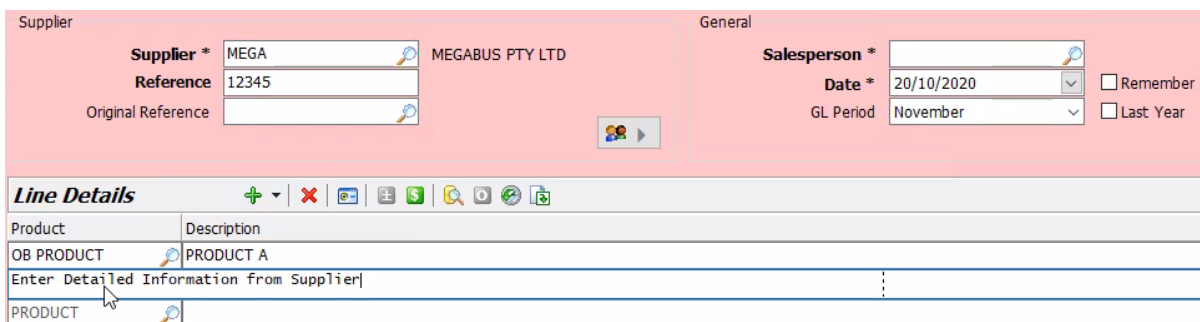 Supplier
General
Supplier * MEGA MEGABUS PTY LTD
Salesperson *
Reference 12345
Date * 20/10/2020 Remember
Original Reference
GL Period November Last Year
Line Details
Product Description
OB PRODUCT PRODUCT A
Enter Detailed Information from Supplier
PRODUCT